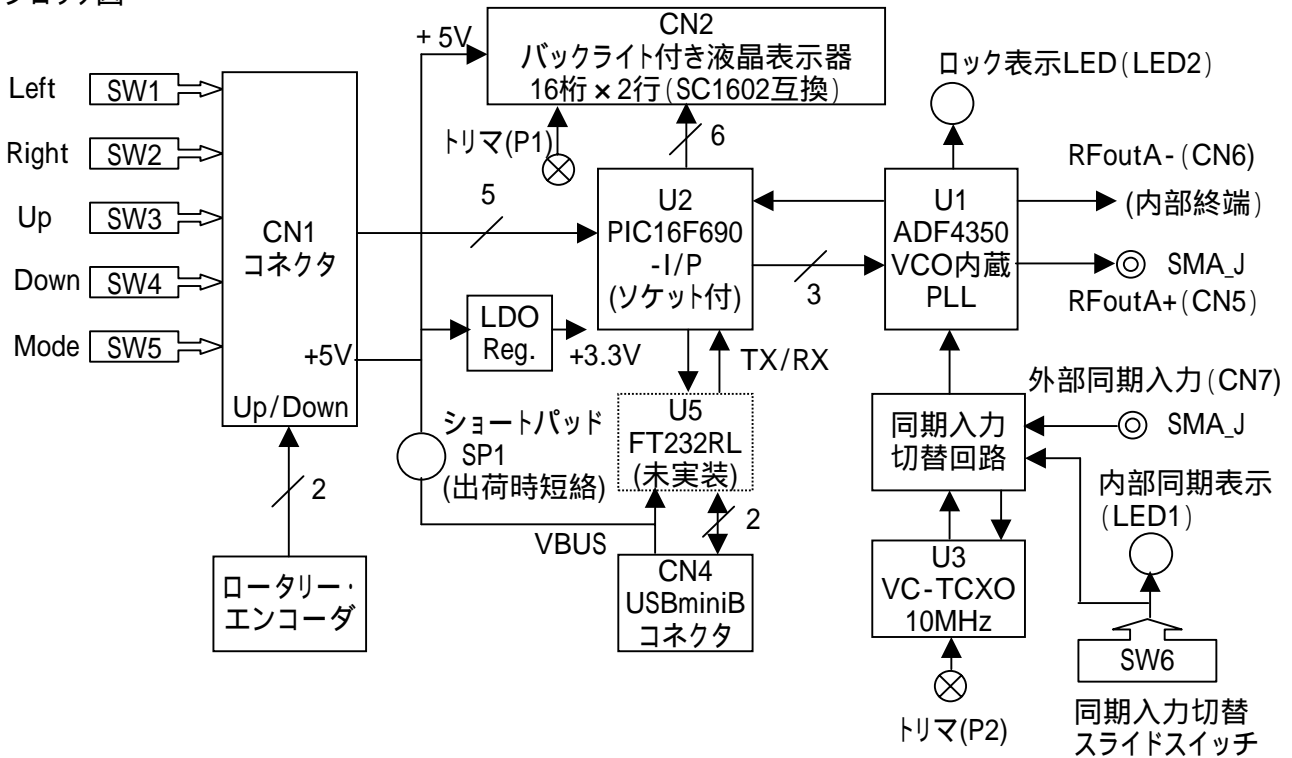 ブロック図
CN2
バックライト付き液晶表示器
16桁×2行(SC1602互換)
+5V
トリマ(P1)
6
ロック表示LED(LED2)
Left
SW1
Right
SW2
Up
SW3
Down
SW4
Mode
SW5
CN1
コネクタ
+5V
Up/Down
2
ロータリー・
エンコーダ
5
U2
PIC16F690
-I/P
(ソケット付)
3
U1
ADF4350
VCO内蔵
PLL
RFoutA-(CN6)
(内部終端)
SMA_J
RFoutA+(CN5)
LDO
Reg.
+3.3V
TX/RX
ショートパッド
SP1
(出荷時短絡)
U5
FT232RL
(未実装)
2
VBUS
CN4
USBminiB
コネクタ
同期入力
切替回路
外部同期入力(CN7)
SMA_J
内部同期表示
(LED1)
U3
VC-TCXO
10MHz
トリマ(P2)
SW6
同期入力切替
スライドスイッチ